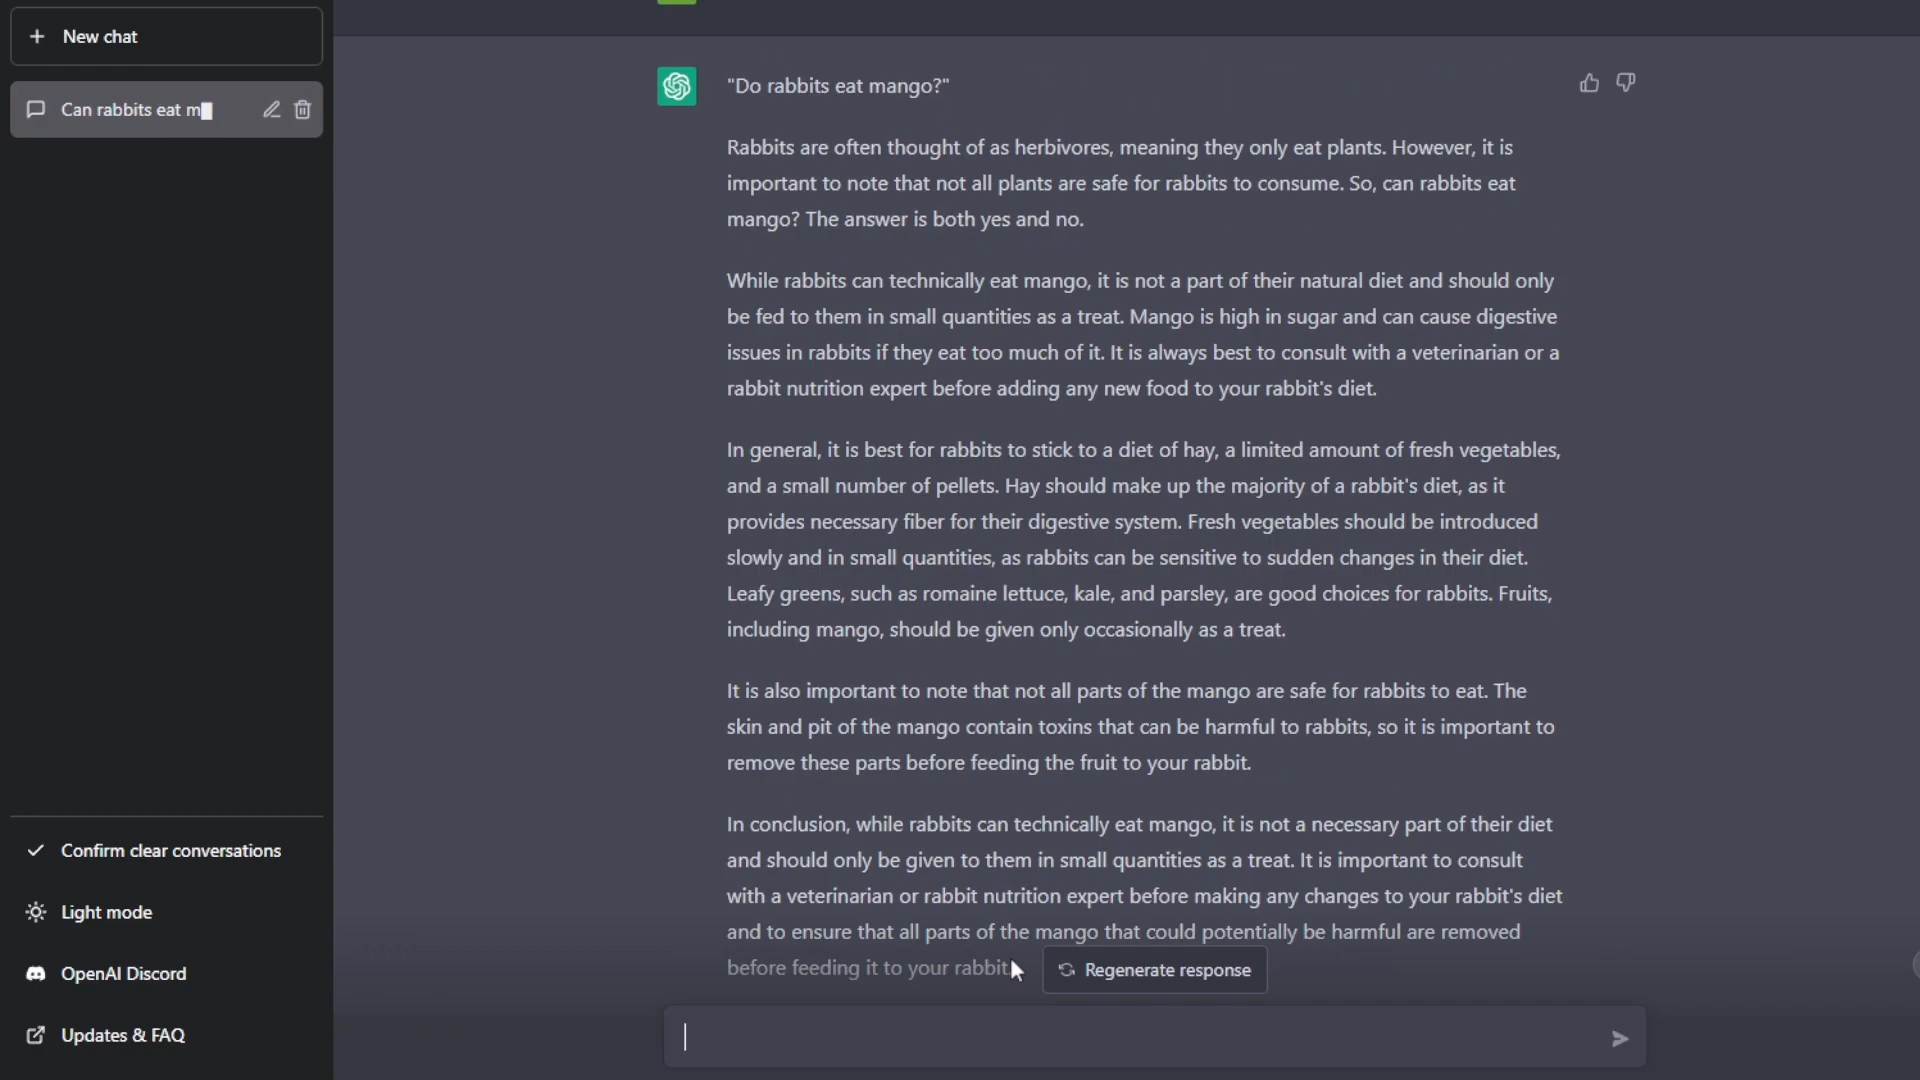 New chat
Can rabbits eat m
"Do rabbits eat mango?"
Rabbits are often thought of as herbivores, meaning they only eat plants. However, it is
important to note that not all plants are safe for rabbits to consume. So, can rabbits eat
mango? The answer is both yes and no.
While rabbits can technically eat mango, it is not a part of their natural diet and should only
be fed to them in small quantities as a treat. Mango is high in sugar and can cause digestive
issues in rabbits if they eat too much of it. It is always best to consult with a veterinarian or a
rabbit nutrition expert before adding any new food to your rabbit's diet.
In general, it is best for rabbits to stick to a diet of hay, a limited amount of fresh vegetables,
and a small number of pellets. Hay should make up the majority of a rabbit's diet, as it
provides necessary fiber for their digestive system. Fresh vegetables should be introduced
slowly and in small quantities, as rabbits can be sensitive to sudden changes in their diet.
Leafy greens, such as romaine lettuce, kale, and parsley, are good choices for rabbits. Fruits,
including mango, should be given only occasionally as a treat.
It is also important to note that not all parts of the mango are safe for rabbits to eat. The
skin and pit of the mango contain toxins that can be harmful to rabbits, so it is important to
remove these parts before feeding the fruit to your rabbit.
In conclusion, while rabbits can technically eat mango, it is not a necessary part of their diet
and should only be given to them in small quantities as a treat. It is important to consult
with a veterinarian or rabbit nutrition expert before making any changes to your rabbit's diet
and to ensure that all parts of the mango that could potentially be harmful are removed
before feeding it to your rabbit.
Regenerate response
Confirm clear conversations
Light mode
OpenAI Discord
Updates & FAQ